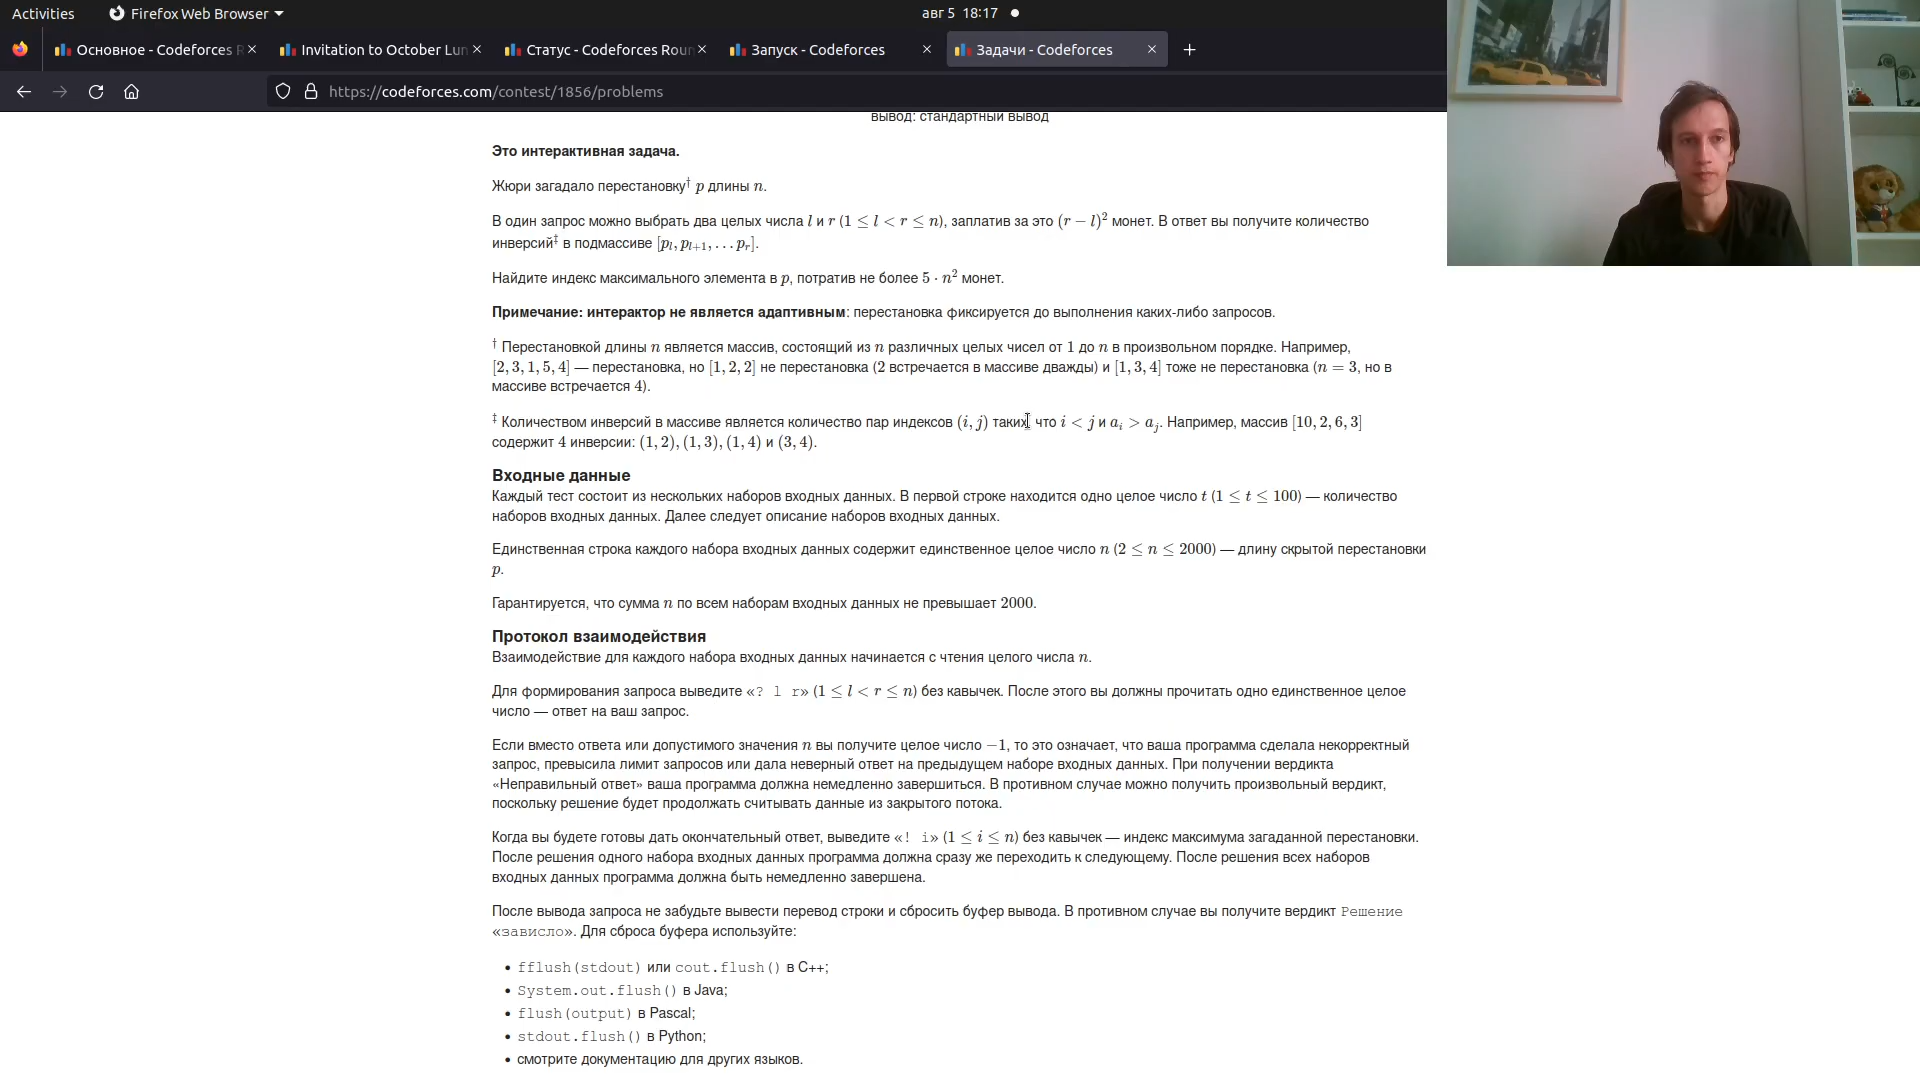 Activities
Firefox Web Browser
авг 5 18:17
Основное - Codeforces R
Invitation to October Lun
Статус - Codeforces Roun
Запуск - Codeforces
Задачи - Codeforces
https://codeforces.com/contest/1856/problems
вывод: стандартный вывод
Это интерактивная задача.
Жюри загадало перестановку† p длины n.
В один запрос можно выбрать два целых числа l и r (1 ≤ l < r ≤ n), заплатив за это (r − l)² монет. В ответ вы получите количество
инверсий‡ в подмассиве [pₗ, pₗ₊₁, … pᵣ].
Найдите индекс максимального элемента в p, потратив не более 5 · n² монет.
Примечание: интерактор не является адаптивным: перестановка фиксируется до выполнения каких-либо запросов.
† Перестановкой длины n является массив, состоящий из n различных целых чисел от 1 до n в произвольном порядке. Например,
[2, 3, 1, 5, 4] — перестановка, но [1, 2, 2] не перестановка (2 встречается в массиве дважды) и [1, 3, 4] тоже не перестановка (n = 3, но в
массиве встречается 4).
‡ Количеством инверсий в массиве является количество пар индексов (i, j) таких, что i < j и aᵢ > aⱼ. Например, массив [10, 2, 6, 3]
содержит 4 инверсии: (1, 2), (1, 3), (1, 4) и (3, 4).
Входные данные
Каждый тест состоит из нескольких наборов входных данных. В первой строке находится одно целое число t (1 ≤ t ≤ 100) — количество
наборов входных данных. Далее следует описание наборов входных данных.
Единственная строка каждого набора входных данных содержит единственное целое число n (2 ≤ n ≤ 2000) — длину скрытой перестановки
p.
Гарантируется, что сумма n по всем наборам входных данных не превышает 2000.
Протокол взаимодействия
Взаимодействие для каждого набора входных данных начинается с чтения целого числа n.
Для формирования запроса выведите «? l r» (1 ≤ l < r ≤ n) без кавычек. После этого вы должны прочитать одно единственное целое
число — ответ на ваш запрос.
Если вместо ответа или допустимого значения n вы получите целое число −1, то это означает, что ваша программа сделала некорректный
запрос, превысила лимит запросов или дала неверный ответ на предыдущем наборе входных данных. При получении вердикта
«Неправильный ответ» ваша программа должна немедленно завершиться. В противном случае можно получить произвольный вердикт,
поскольку решение будет продолжать считывать данные из закрытого потока.
Когда вы будете готовы дать окончательный ответ, выведите «! i» (1 ≤ i ≤ n) без кавычек — индекс максимума загаданной перестановки.
После решения одного набора входных данных программа должна сразу же переходить к следующему. После решения всех наборов
входных данных программа должна быть немедленно завершена.
После вывода запроса не забудьте вывести перевод строки и сбросить буфер вывода. В противном случае вы получите вердикт Решение
«зависло». Для сброса буфера используйте:
• fflush(stdout) или cout.flush() в C++;
• System.out.flush() в Java;
• flush(output) в Pascal;
• stdout.flush() в Python;
• смотрите документацию для других языков.